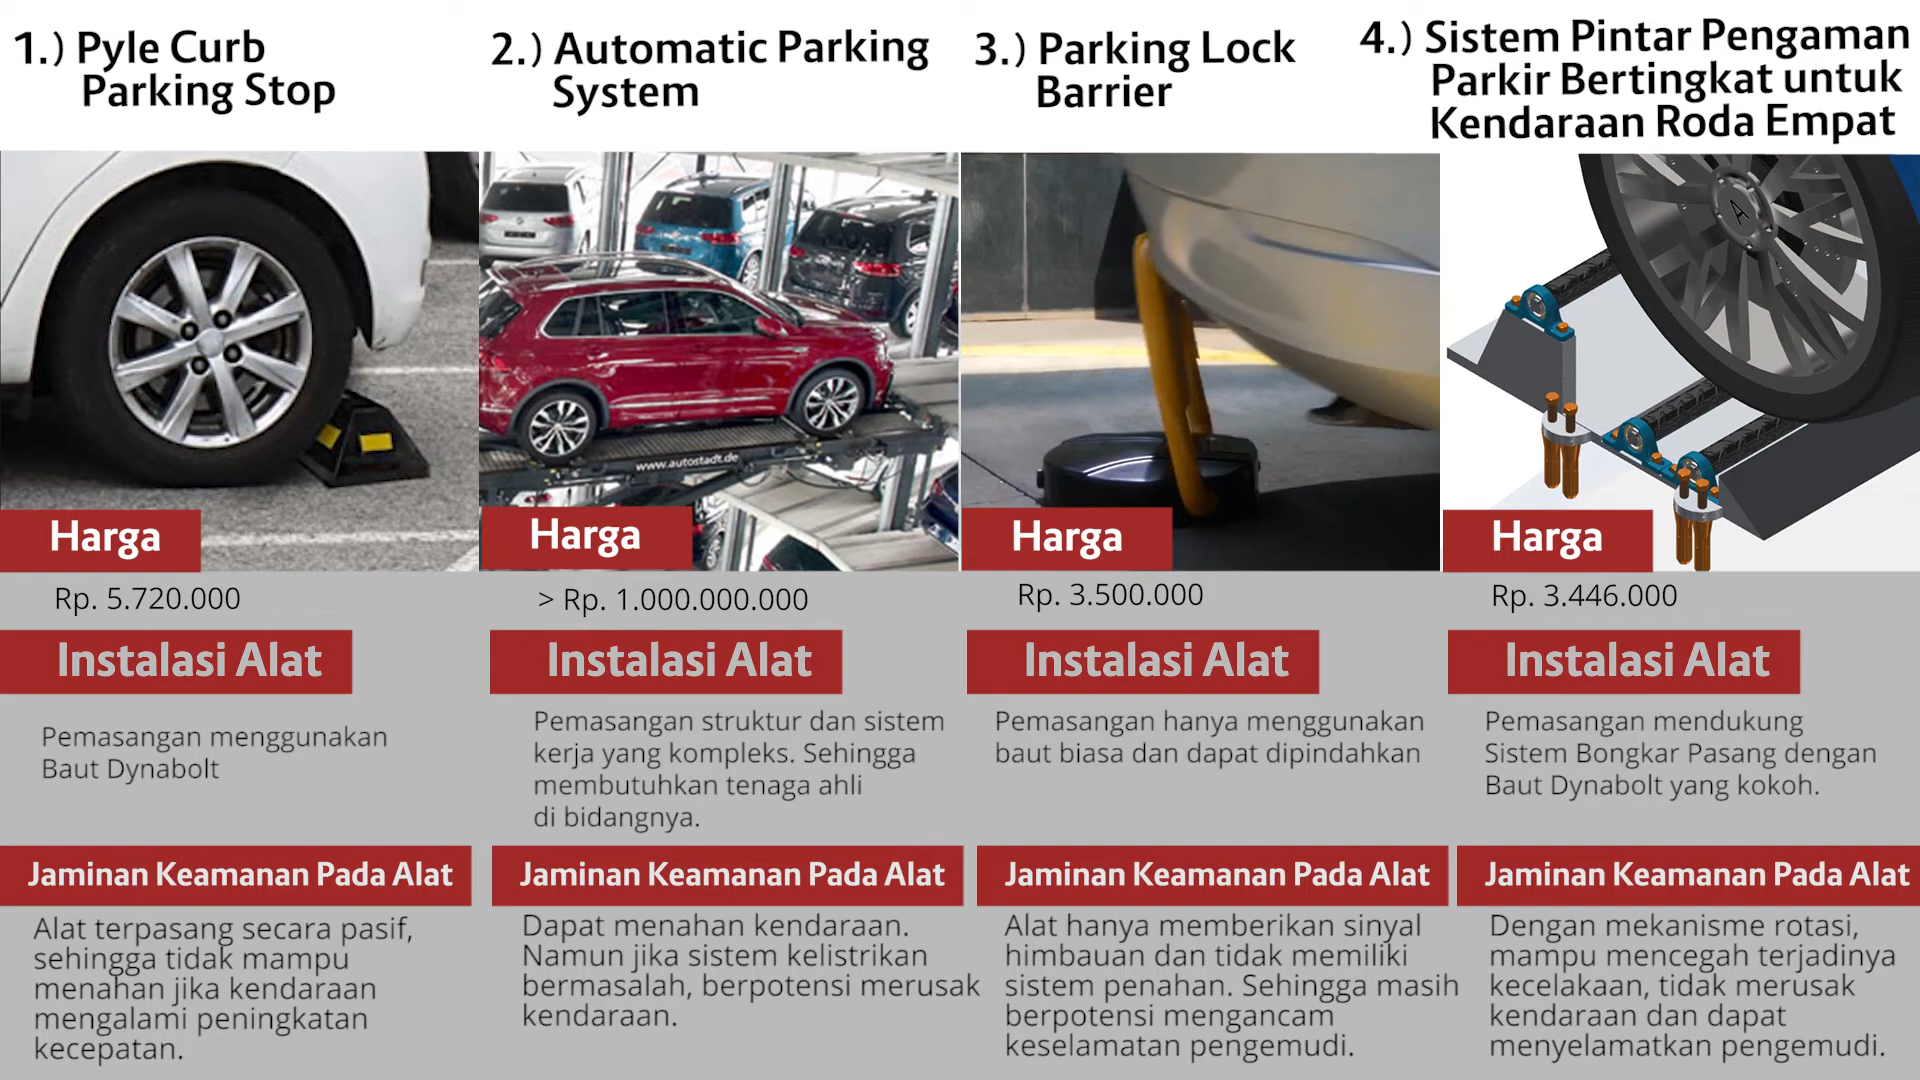 1.) Pyle Curb
Parking Stop
Harga
Rp. 5.720.000
Instalasi Alat
Pemasangan menggunakan
Baut Dynabolt
Jaminan Keamanan Pada Alat
Alat terpasang secara pasif,
sehingga tidak mampu
menahan jika kendaraan
mengalami peningkatan
kecepatan.
2.) Automatic Parking
System
www.autostadt.de
Harga
> Rp. 1.000.000.000
Instalasi Alat
Pemasangan struktur dan sistem
kerja yang kompleks. Sehingga
membutuhkan tenaga ahli
di bidangnya.
Jaminan Keamanan Pada Alat
Dapat menahan kendaraan.
Namun jika sistem kelistrikan
bermasalah, berpotensi merusak
kendaraan.
3.) Parking Lock
Barrier
Harga
Rp. 3.500.000
Instalasi Alat
Pemasangan hanya menggunakan
baut biasa dan dapat dipindahkan
Jaminan Keamanan Pada Alat
Alat hanya memberikan sinyal
himbauan dan tidak memiliki
sistem penahan. Sehingga masih
berpotensi mengancam
keselamatan pengemudi.
4.) Sistem Pintar Pengaman
Parkir Bertingkat untuk
Kendaraan Roda Empat
A
Harga
Rp. 3.446.000
Instalasi Alat
Pemasangan mendukung
Sistem Bongkar Pasang dengan
Baut Dynabolt yang kokoh.
Jaminan Keamanan Pada Alat
Dengan mekanisme rotasi,
mampu mencegah terjadinya
kecelakaan, tidak merusak
kendaraan dan dapat
menyelamatkan pengemudi.